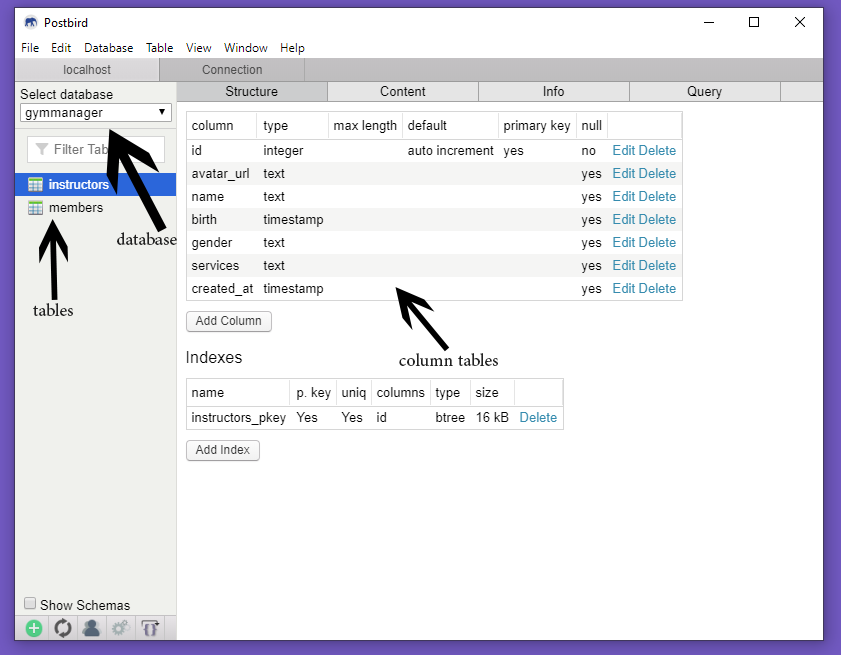 Postbird
File Edit Database Table View Window Help
localhost Connection
Select database
gymmanager
Filter Tab
instructors
members
database
tables
Structure Content Info Query
column type max length default primary key null
id integer auto increment yes no Edit Delete
avatar_url text yes Edit Delete
name text yes Edit Delete
birth timestamp yes Edit Delete
gender text yes Edit Delete
services text yes Edit Delete
created_at timestamp yes Edit Delete
Add Column
column tables
Indexes
name p. key uniq columns type size
instructors_pkey Yes Yes id btree 16 kB Delete
Add Index
Show Schemas